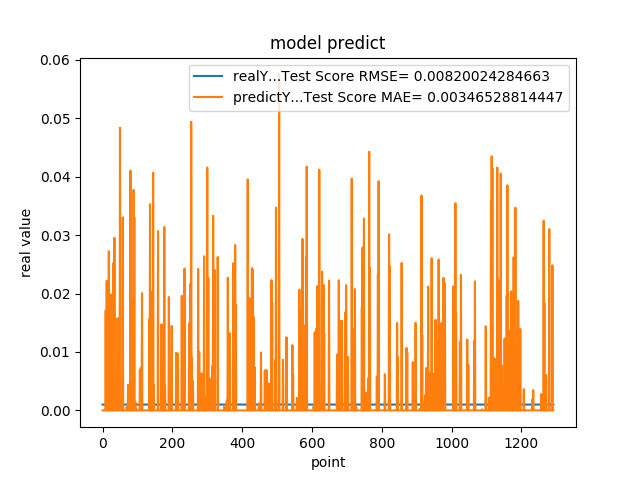 model predict
realY...Test Score RMSE= 0.00820024284663
predictY...Test Score MAE= 0.00346528814447
0.06
0.05
0.04
0.03
0.02
0.01
0.00
real value
0 200 400 600 800 1000 1200
point